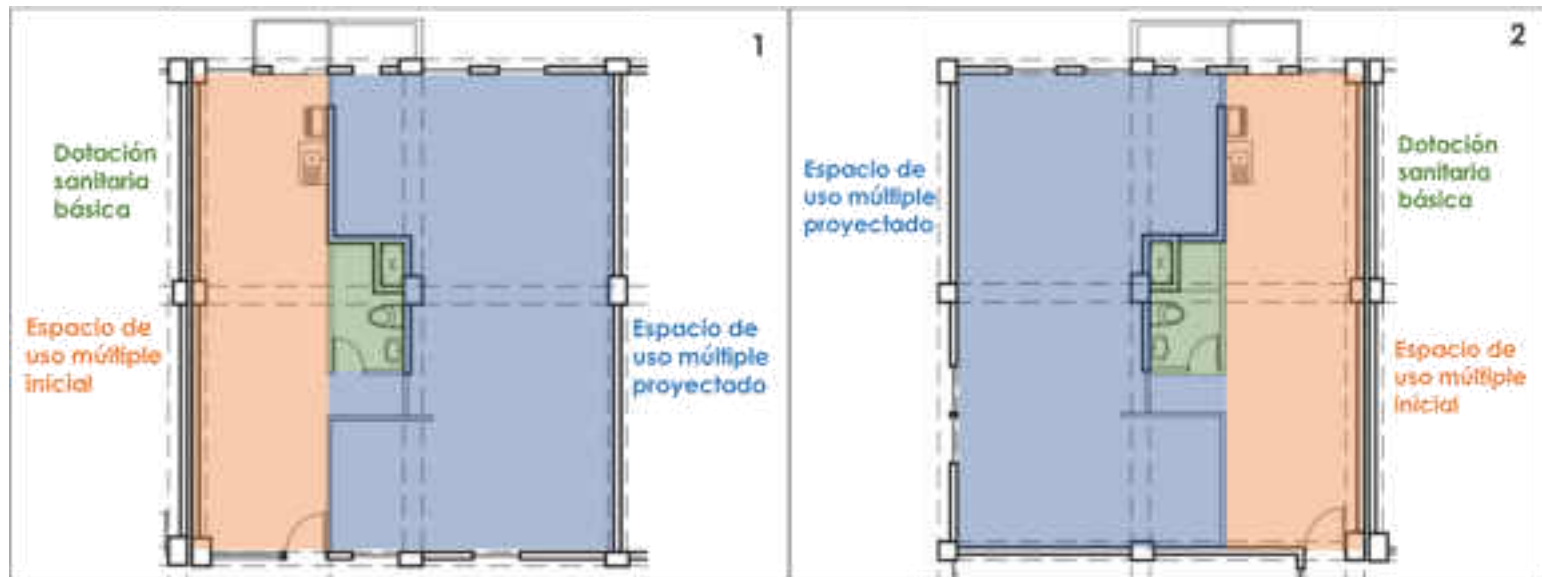 1
Dotación
sanitaria
básica
Espacio de
uso múltiple
inicial
Espacio de
uso múltiple
proyectado
2
Espacio de
uso múltiple
proyectado
Dotación
sanitaria
básica
Espacio de
uso múltiple
inicial